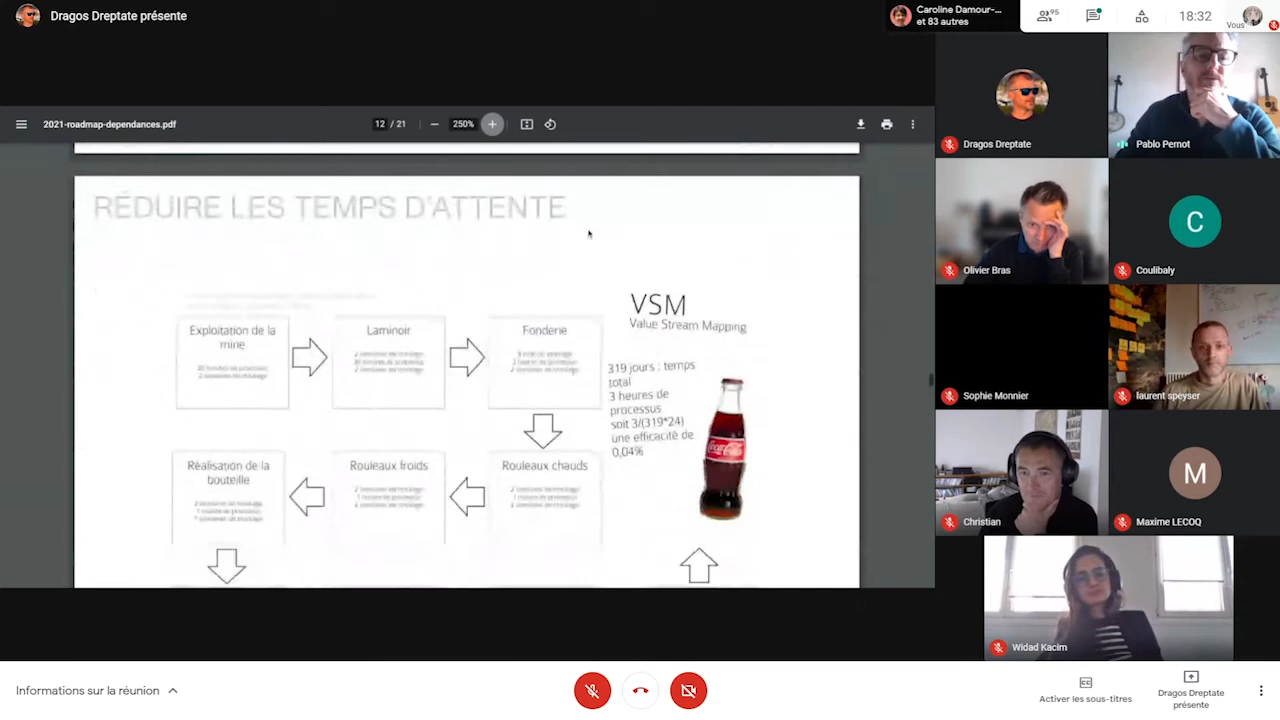 Dragos Dreptate présente
Caroline Damour-...
et 83 autres
95
18:32
Vous
2021-roadmap-dependances.pdf
12 / 21
250%
RÉDUIRE LES TEMPS D'ATTENTE
VSM
Value Stream Mapping
Exploitation de la
mine
Laminoir
Fonderie
319 jours : temps
total
3 heures de
processus
soit 3/(319*24)
une efficacité de
0,04%
Coca-Cola
Réalisation de la
bouteille
Rouleaux froids
Rouleaux chauds
Dragos Dreptate
Pablo Pernot
Olivier Bras
C
Coulibaly
Sophie Monnier
laurent speyser
Christian
M
Maxime LECOQ
Widad Kacim
Informations sur la réunion
Activer les sous-titres
Dragos Dreptate
présente